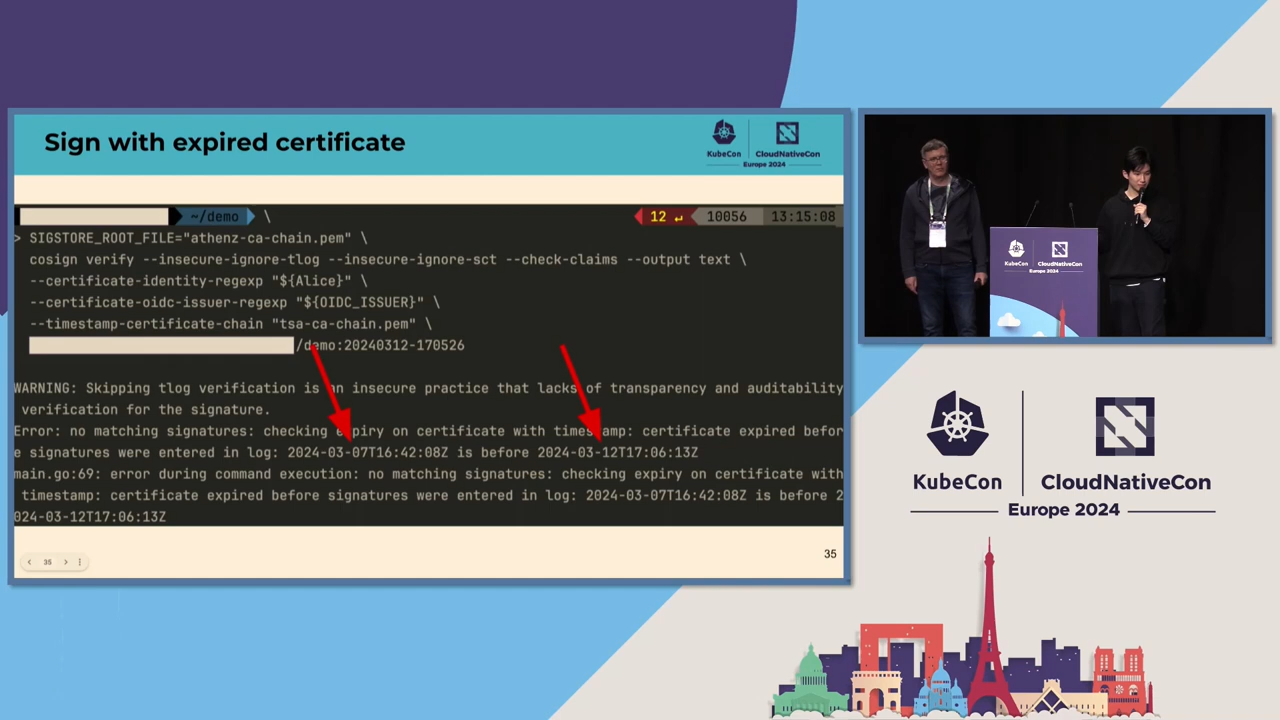 Sign with expired certificate
KubeCon
CloudNativeCon
Europe 2024
~/demo \ 12 ↵ 10056 13:15:08
> SIGSTORE_ROOT_FILE="athenz-ca-chain.pem" \
cosign verify --insecure-ignore-tlog --insecure-ignore-sct --check-claims --output text \
--certificate-identity-regexp "${Alice}" \
--certificate-oidc-issuer-regexp "${OIDC_ISSUER}" \
--timestamp-certificate-chain "tsa-ca-chain.pem" \
/demo:20240312-170526
WARNING: Skipping tlog verification is an insecure practice that lacks of transparency and auditability
verification for the signature.
Error: no matching signatures: checking expiry on certificate with timestamp: certificate expired befor
e signatures were entered in log: 2024-03-07T16:42:08Z is before 2024-03-12T17:06:13Z
main.go:69: error during command execution: no matching signatures: checking expiry on certificate with
timestamp: certificate expired before signatures were entered in log: 2024-03-07T16:42:08Z is before 2
024-03-12T17:06:13Z
35
35
KubeCon
CloudNativeCon
Europe 2024
KubeCon
CloudNativeCon
Europe 2024